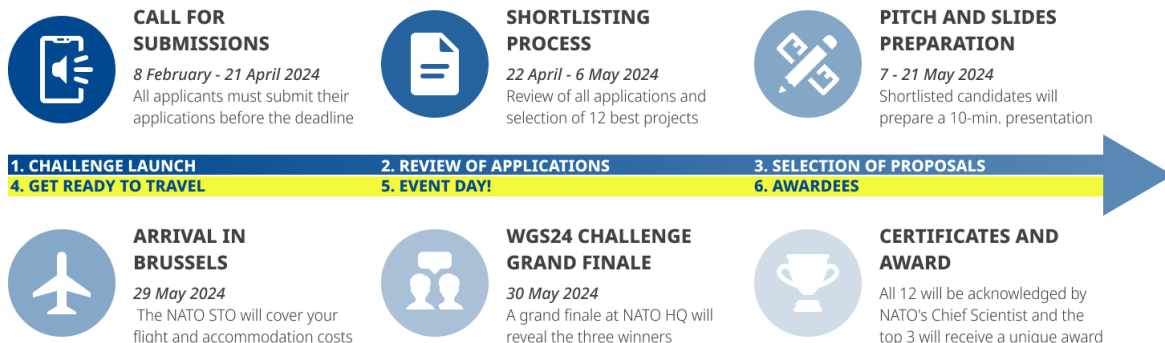 CALL FOR
SUBMISSIONS
8 February - 21 April 2024
All applicants must submit their
applications before the deadline
SHORTLISTING
PROCESS
22 April - 6 May 2024
Review of all applications and
selection of 12 best projects
PITCH AND SLIDES
PREPARATION
7 - 21 May 2024
Shortlisted candidates will
prepare a 10-min. presentation
1. CHALLENGE LAUNCH
2. REVIEW OF APPLICATIONS
3. SELECTION OF PROPOSALS
4. GET READY TO TRAVEL
5. EVENT DAY!
6. AWARDEES
ARRIVAL IN
BRUSSELS
29 May 2024
The NATO STO will cover your
flight and accommodation costs
WGS24 CHALLENGE
GRAND FINALE
30 May 2024
A grand finale at NATO HQ will
reveal the three winners
CERTIFICATES AND
AWARD
All 12 will be acknowledged by
NATO's Chief Scientist and the
top 3 will receive a unique award